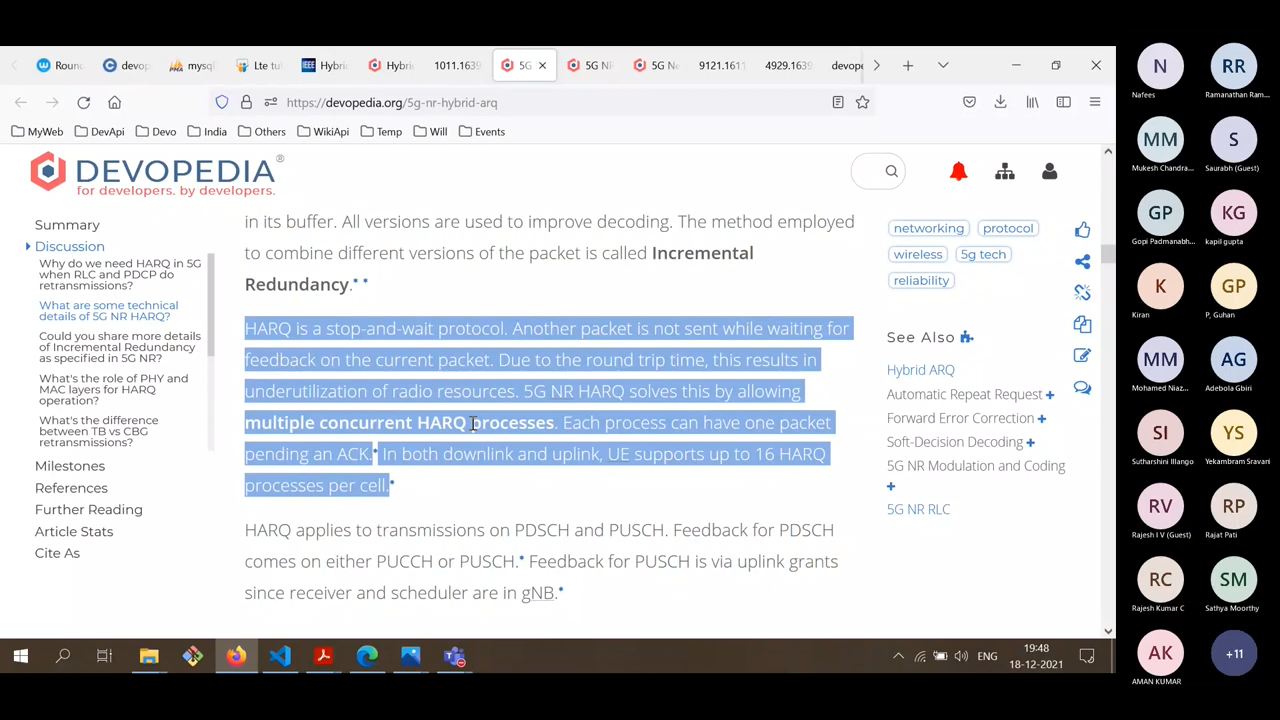 Roun
devop
mysql
Lte tu
Hybri
Hybri
1011.1639
5G
5G NI
5G Ne
9121.1611
4929.1639
devope
https://devopedia.org/5g-nr-hybrid-arq
MyWeb
DevApi
Devo
India
Others
WikiApi
Temp
Will
Events
DEVOPEDIA®
for developers. by developers.
Summary
Discussion
Why do we need HARQ in 5G
when RLC and PDCP do
retransmissions?
What are some technical
details of 5G NR HARQ?
Could you share more details
of Incremental Redundancy
as specified in 5G NR?
What's the role of PHY and
MAC layers for HARQ
operation?
What's the difference
between TB vs CBG
retransmissions?
Milestones
References
Further Reading
Article Stats
Cite As
in its buffer. All versions are used to improve decoding. The method employed
to combine different versions of the packet is called Incremental
Redundancy.
HARQ is a stop-and-wait protocol. Another packet is not sent while waiting for
feedback on the current packet. Due to the round trip time, this results in
underutilization of radio resources. 5G NR HARQ solves this by allowing
multiple concurrent HARQ processes. Each process can have one packet
pending an ACK. In both downlink and uplink, UE supports up to 16 HARQ
processes per cell.
HARQ applies to transmissions on PDSCH and PUSCH. Feedback for PDSCH
comes on either PUCCH or PUSCH. Feedback for PUSCH is via uplink grants
since receiver and scheduler are in gNB.
networking
protocol
wireless
5g tech
reliability
See Also
Hybrid ARQ
Automatic Repeat Request +
Forward Error Correction +
Soft-Decision Decoding +
5G NR Modulation and Coding
+
5G NR RLC
ENG
19:48
18-12-2021
N
Nafees
RR
Ramanathan Ram...
MM
Mukesh Chandra...
S
Saurabh (Guest)
GP
Gopi Padmanabh...
KG
kapil gupta
K
Kiran
GP
P, Guhan
MM
Mohamed Niaz...
AG
Adebola Gbiri
SI
Sutharshini Illango
YS
Yekambram Sravani
RV
Rajesh I V (Guest)
RP
Rajat Pati
RC
Rajesh Kumar C
SM
Sathya Moorthy
AK
AMAN KUMAR
+11